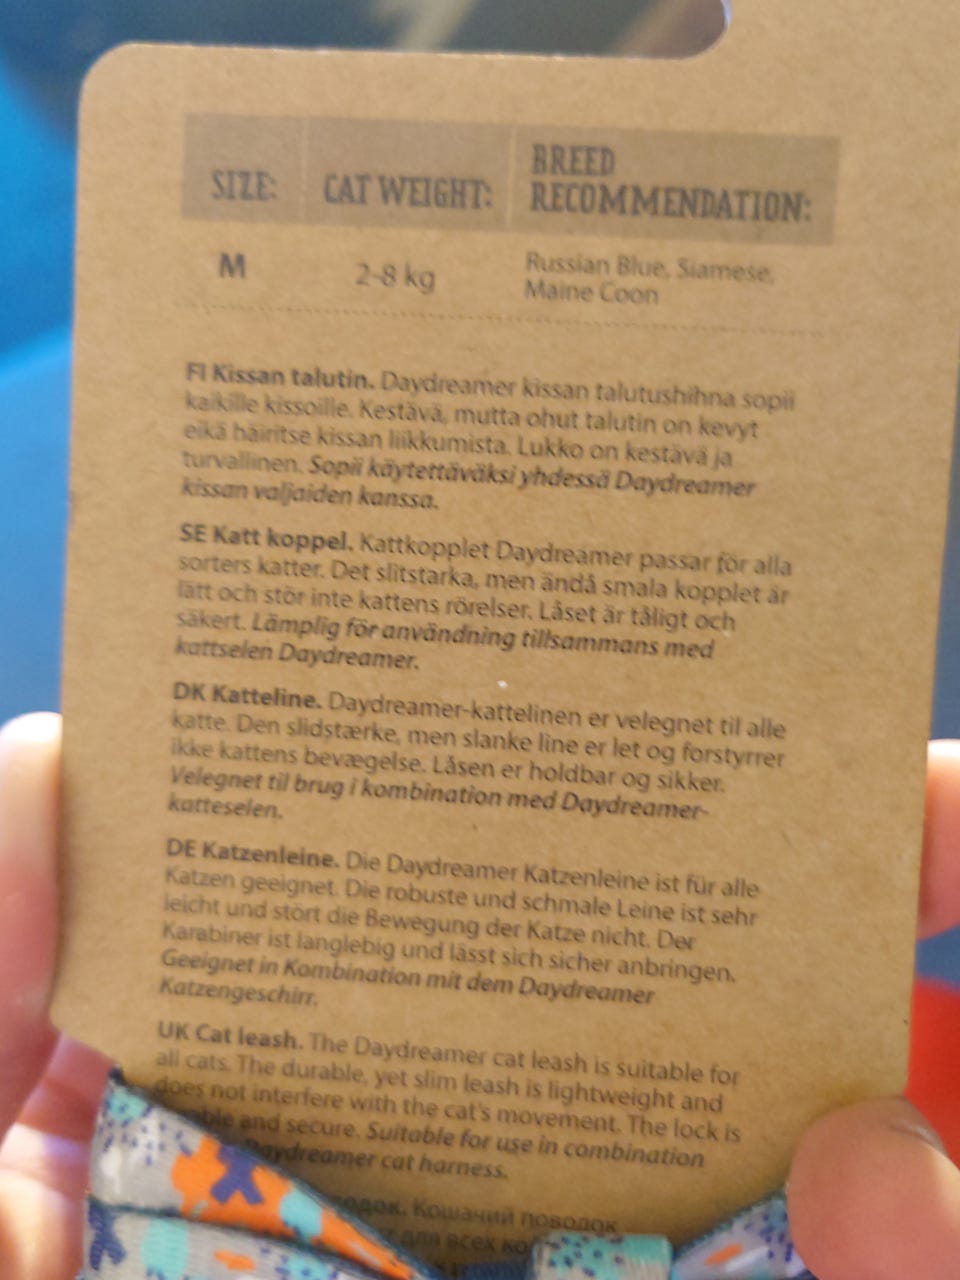 SIZE: CAT WEIGHT: BREED RECOMMENDATION:
M 2-8 kg Russian Blue, Siamese, Maine Coon
FI Kissan talutin. Daydreamer kissan talutushihna sopii
kaikille kissoille. Kestävä, mutta ohut talutin on kevyt
eikä häiritse kissan liikkumista. Lukko on kestävä ja
turvallinen. Sopii käytettäväksi yhdessä Daydreamer
kissan valjaiden kanssa.
SE Katt koppel. Kattkopplet Daydreamer passar för alla
sorters katter. Det slitstarka, men ändå smala kopplet är
lätt och stör inte kattens rörelser. Låset är tåligt och
säkert. Lämplig för användning tillsammans med
kattselen Daydreamer.
DK Katteline. Daydreamer-kattelinen er velegnet til alle
katte. Den slidstærke, men slanke line er let og forstyrrer
ikke kattens bevægelse. Låsen er holdbar og sikker.
Velegnet til brug i kombination med Daydreamer-
katteselen.
DE Katzenleine. Die Daydreamer Katzenleine ist für alle
Katzen geeignet. Die robuste und schmale Leine ist sehr
leicht und stört die Bewegung der Katze nicht. Der
Karabiner ist langlebig und lässt sich sicher anbringen.
Geeignet in Kombination mit dem Daydreamer
Katzengeschirr.
UK Cat leash. The Daydreamer cat leash is suitable for
all cats. The durable, yet slim leash is lightweight and
does not interfere with the cat's movement. The lock is
and secure. Suitable for use in combination
Daydreamer cat harness.
Кошачий поводок
для всех